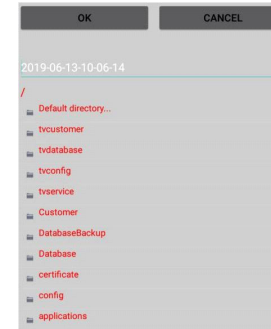 OK CANCEL
2019-06-13-10-06-14
/
Default directory...
tvcustomer
tvdatabase
tvconfig
tvservice
Customer
DatabaseBackup
Database
certificate
config
applications